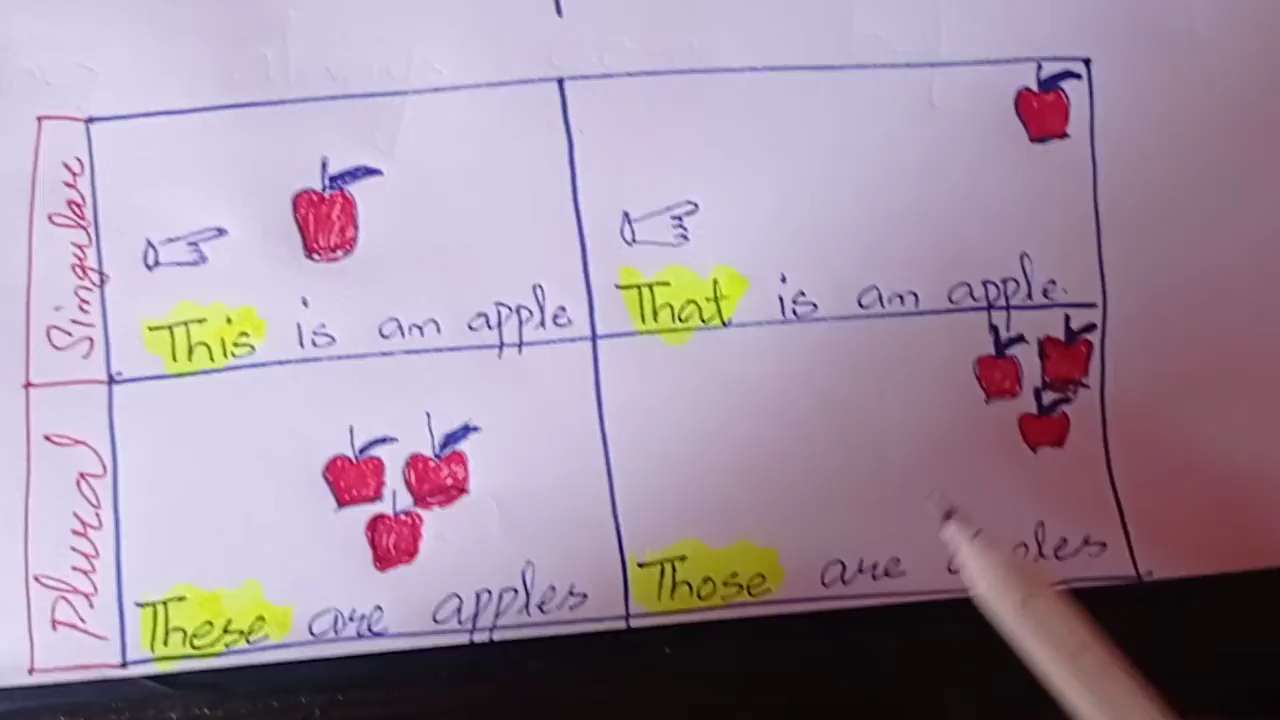 Singular
This is an apple
That is an apple.
Plural
These are apples
Those are